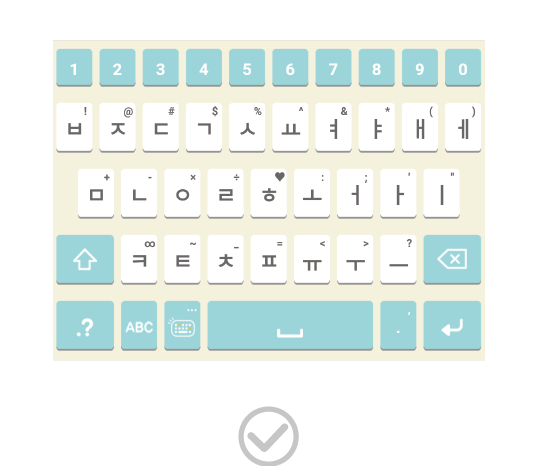 1 2 3 4 5 6 7 8 9 0
! @ # $ % ^ & * ( )
ㅂ ㅈ ㄷ ㄱ ㅅ ㅛ ㅕ ㅑ ㅐ ㅔ
+ - × ÷ ♥ : ; ' "
ㅁ ㄴ ㅇ ㄹ ㅎ ㅗ ㅓ ㅏ ㅣ
∞ ~ _ = < > ?
ㅋ ㅌ ㅊ ㅍ ㅠ ㅜ ㅡ
... '
.? ABC .